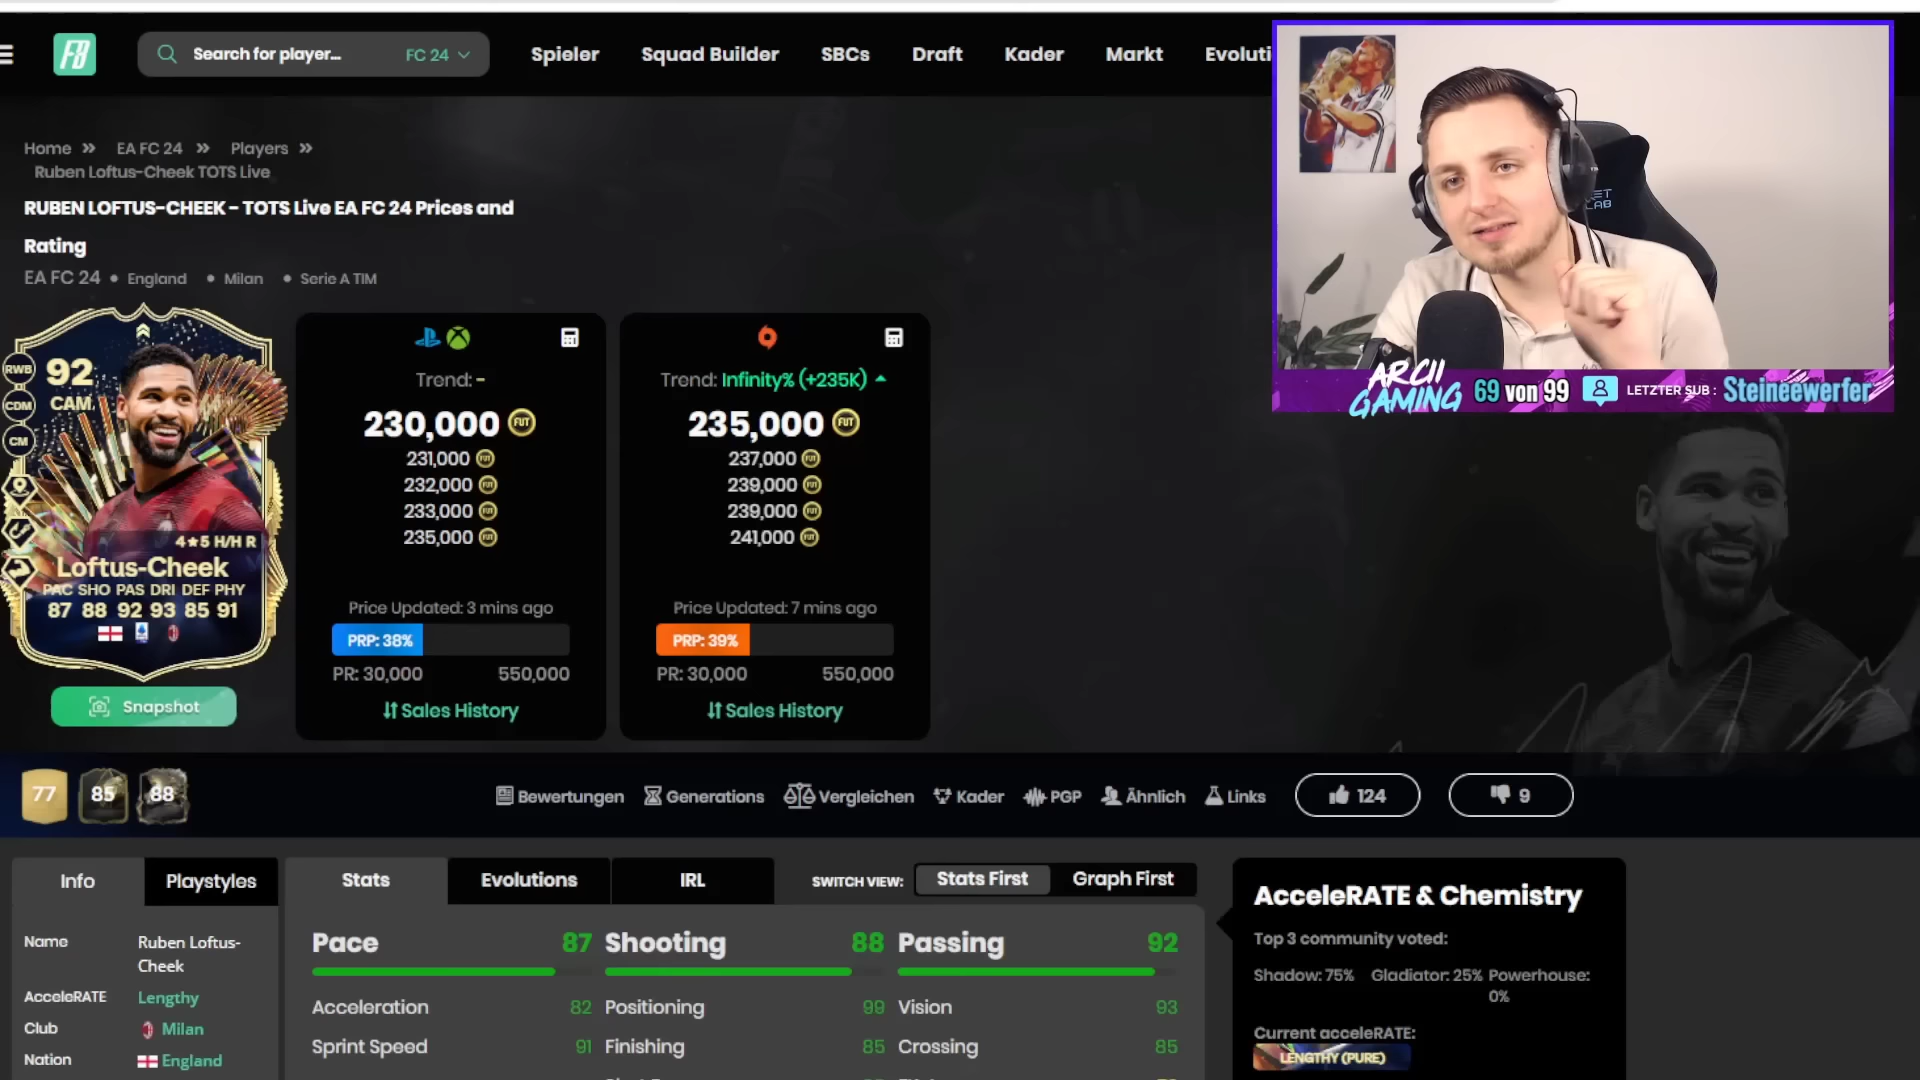 Search for player...
FC 24
Spieler
Squad Builder
SBCs
Draft
Kader
Markt
Home » EA FC 24 » Players »
Ruben Loftus-Cheek TOTS Live
RUBEN LOFTUS-CHEEK - TOTS Live EA FC 24 Prices and
Rating
EA FC 24 • England • Milan • Serie A TIM
RWB
92
CDM
CAM
CM
4★5 H/H R
Loftus-Cheek
PAC SHO PAS DRI DEF PHY
87 88 92 93 85 91
Snapshot
Trend: -
230,000
231,000
232,000
233,000
235,000
Price Updated: 3 mins ago
PRP: 38%
PR: 30,000
550,000
Sales History
Trend: Infinity% (+235K)
235,000
237,000
239,000
239,000
241,000
Price Updated: 7 mins ago
PRP: 39%
PR: 30,000
550,000
Sales History
ARCII
GAMING
69 von 99
LETZTER SUB :
Steineewerfer
77
85
88
Bewertungen
Generations
Vergleichen
Kader
PGP
Ähnlich
Links
124
9
Info
Playstyles
Name
Ruben Loftus-
Cheek
AcceleRATE
Lengthy
Club
Milan
Nation
England
Stats
Evolutions
IRL
SWITCH VIEW:
Stats First
Graph First
Pace 87
Acceleration 82
Sprint Speed 91
Shooting 88
Positioning 99
Finishing 85
Passing 92
Vision 93
Crossing 85
AcceleRATE & Chemistry
Top 3 community voted:
Shadow: 75% Gladiator: 25% Powerhouse:
0%
Current acceleRATE:
LENGTHY (PURE)